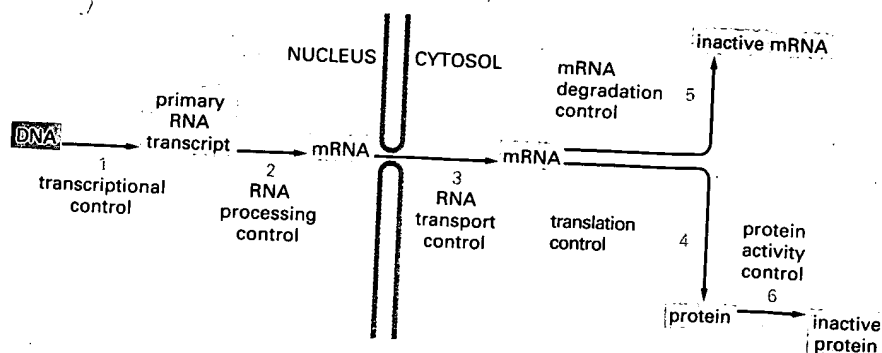 NUCLEUS
CYTOSOL
inactive mRNA
mRNA
degradation
control
5
primary
RNA
transcript
DNA
1
transcriptional
control
2
RNA
processing
control
mRNA
3
RNA
transport
control
mRNA
translation
control
4
protein
activity
control
6
protein
inactive
protein